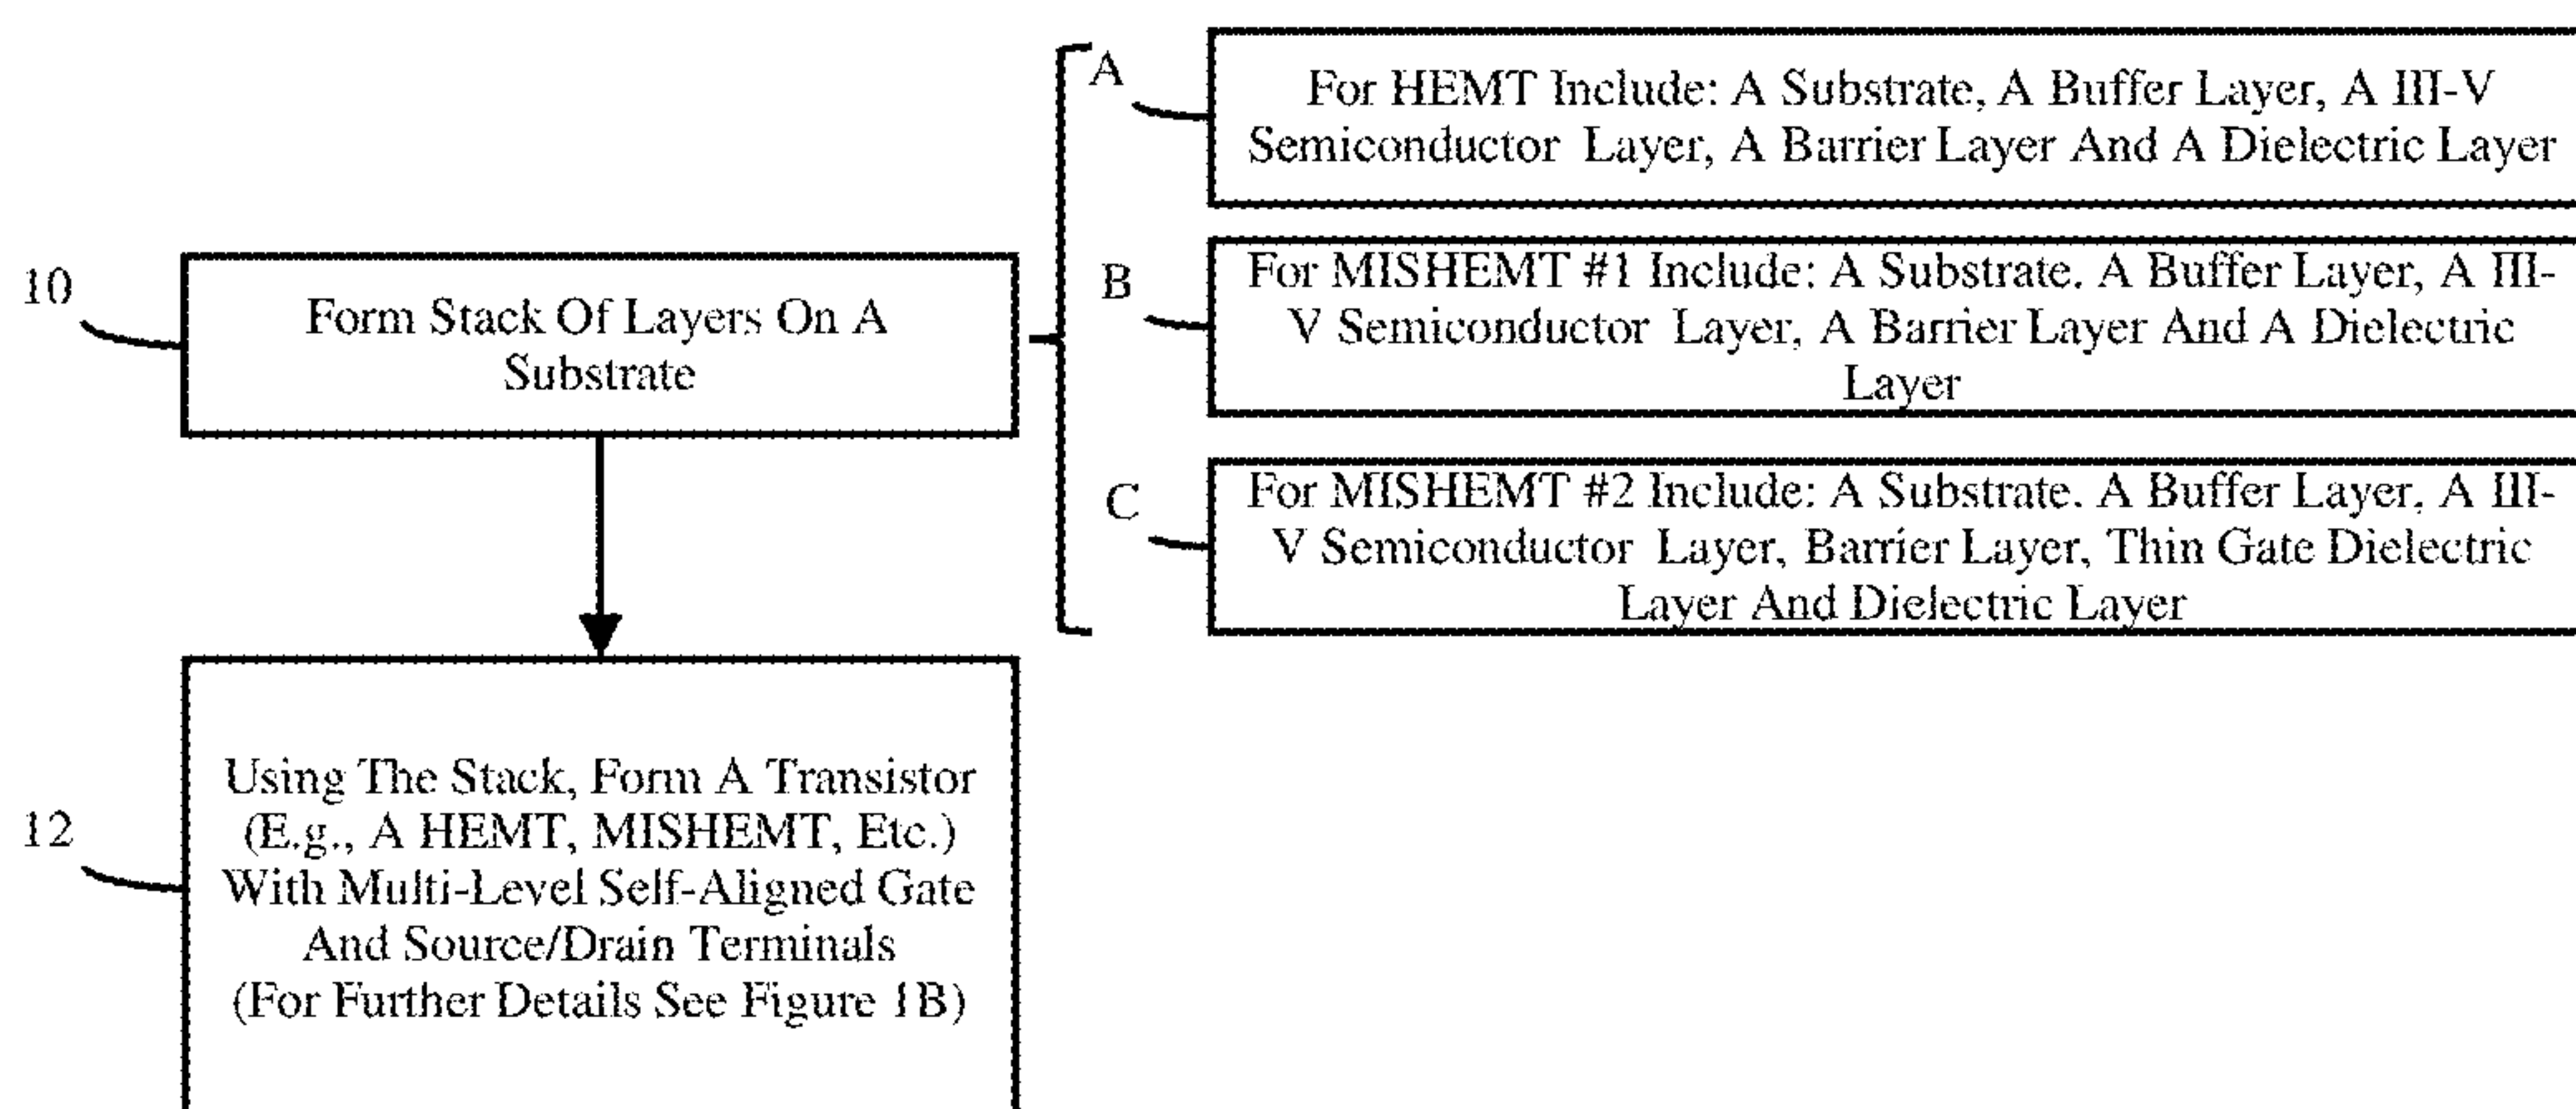 A
For HEMT Include: A Substrate, A Buffer Layer, A III-V
Semiconductor Layer, A Barrier Layer And A Dielectric Layer
B
For MISHEMT #1 Include: A Substrate. A Buffer Layer, A III-
V Semiconductor Layer, A Barrier Layer And A Dielectric
Layer
C
For MISHEMT #2 Include: A Substrate. A Buffer Layer, A III-
V Semiconductor Layer, Barrier Layer, Thin Gate Dielectric
Layer And Dielectric Layer
10
Form Stack Of Layers On A
Substrate
12
Using The Stack, Form A Transistor
(E.g., A HEMT, MISHEMT, Etc.)
With Multi-Level Self-Aligned Gate
And Source/Drain Terminals
(For Further Details See Figure 1B)